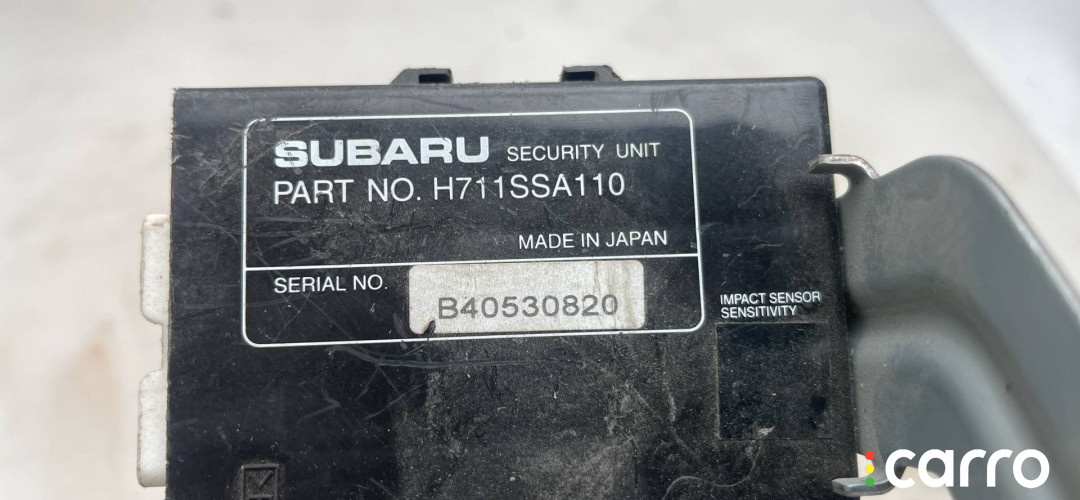 SUBARU SECURITY UNIT
PART NO. H711SSA110
MADE IN JAPAN
SERIAL NO. B40530820
IMPACT SENSOR
SENSITIVITY
carro